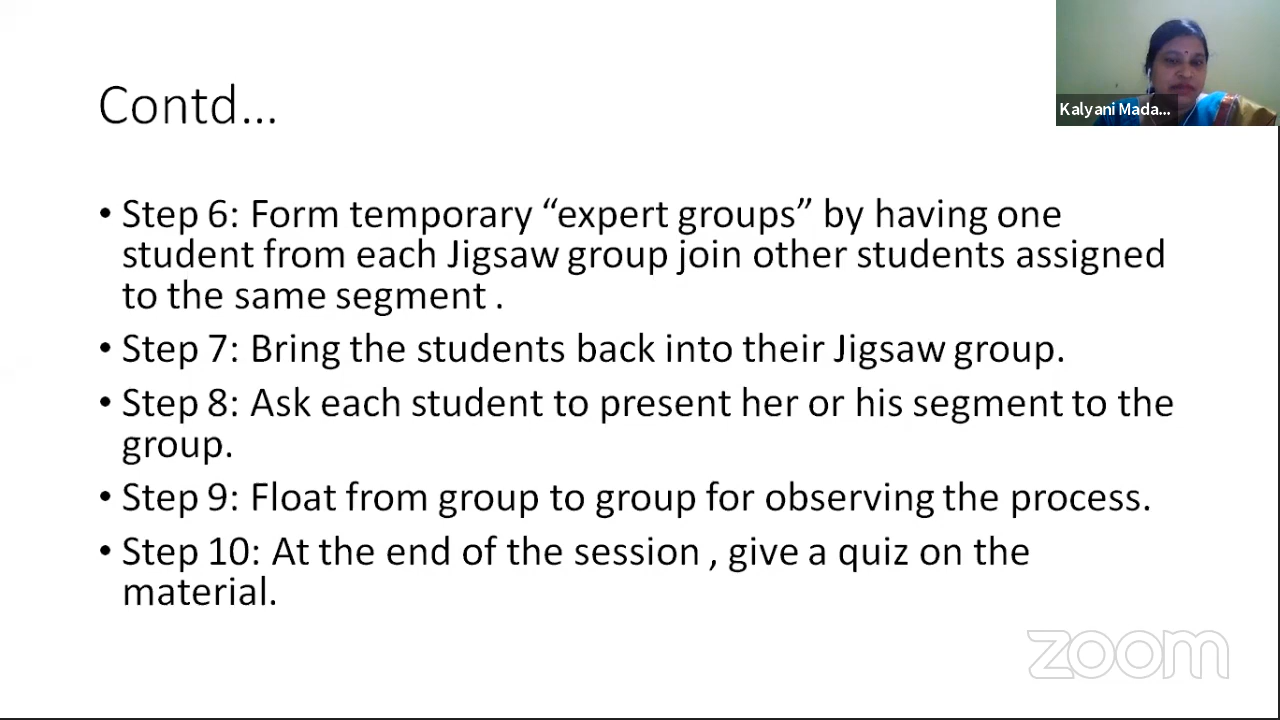 Contd...
Kalyani Mada...
• Step 6: Form temporary “expert groups” by having one
student from each Jigsaw group join other students assigned
to the same segment .
• Step 7: Bring the students back into their Jigsaw group.
• Step 8: Ask each student to present her or his segment to the
group.
• Step 9: Float from group to group for observing the process.
• Step 10: At the end of the session , give a quiz on the
material.
zoom